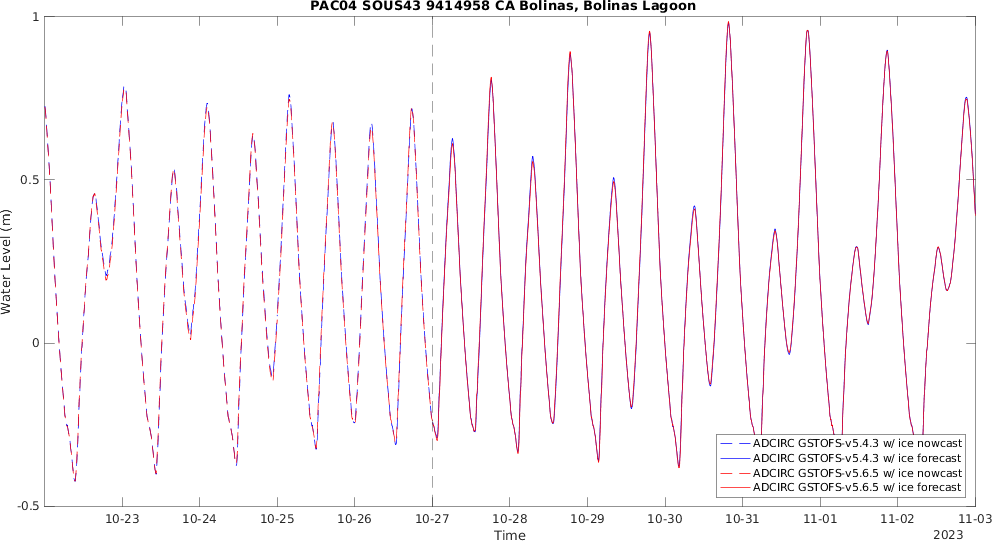 PAC04 SOUS43 9414958 CA Bolinas, Bolinas Lagoon
1
0.5
0
-0.5
Water Level (m)
10-23 10-24 10-25 10-26 10-27 10-28 10-29 10-30 10-31 11-01 11-02 11-03
Time
2023
ADCIRC GSTOFS-v5.4.3 w/ ice nowcast
ADCIRC GSTOFS-v5.4.3 w/ ice forecast
ADCIRC GSTOFS-v5.6.5 w/ ice nowcast
ADCIRC GSTOFS-v5.6.5 w/ ice forecast